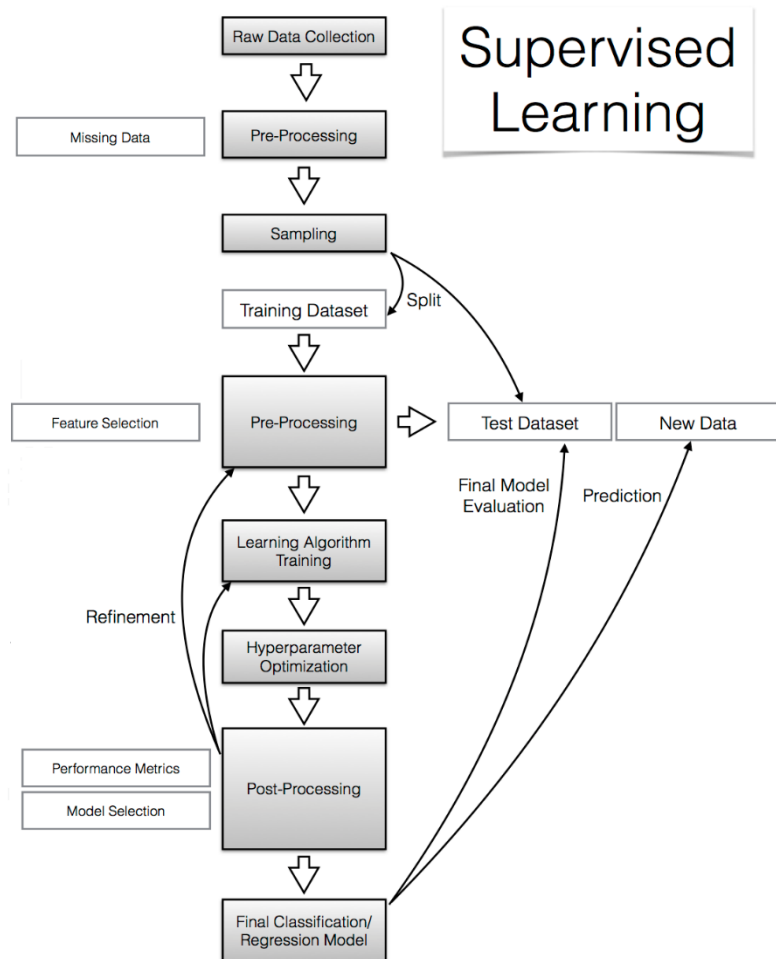 Supervised
Learning
Raw Data Collection
Missing Data
Pre-Processing
Sampling
Split
Training Dataset
Feature Selection
Pre-Processing
Test Dataset
New Data
Final Model
Evaluation
Prediction
Learning Algorithm
Training
Refinement
Hyperparameter
Optimization
Performance Metrics
Model Selection
Post-Processing
Final Classification/
Regression Model